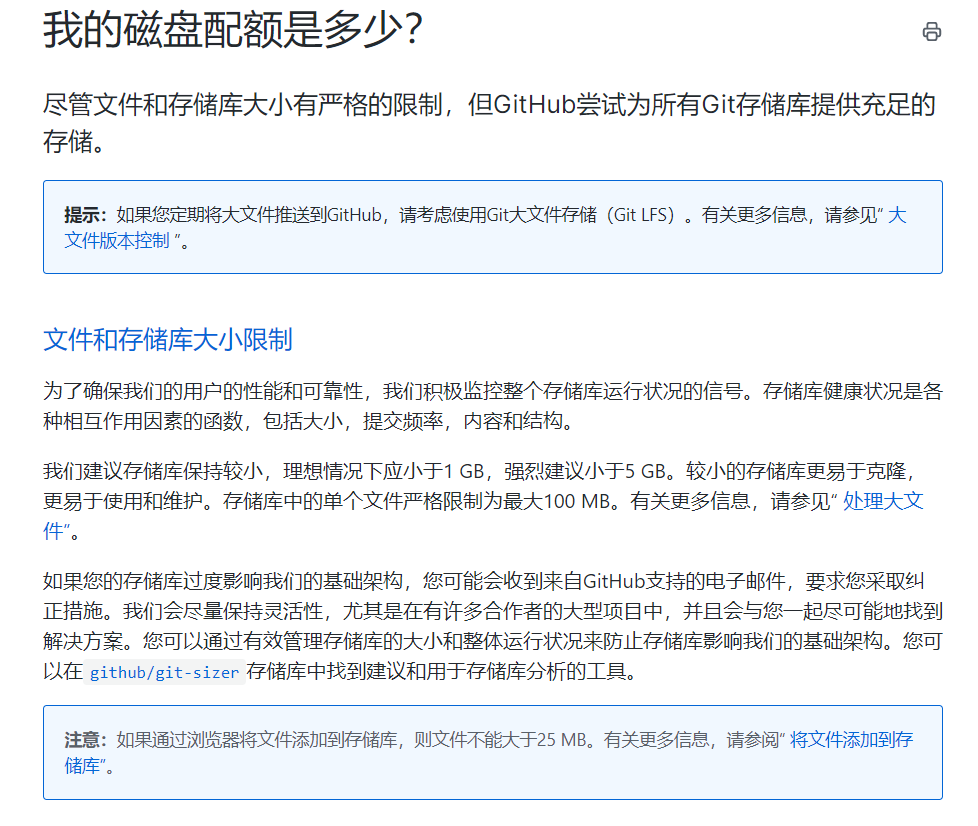 我的磁盘配额是多少？
尽管文件和存储库大小有严格的限制，但GitHub尝试为所有Git存储库提供充足的
存储。
提示：如果您定期将大文件推送到GitHub，请考虑使用Git大文件存储（Git LFS）。有关更多信息，请参见“ 大
文件版本控制 ”。
文件和存储库大小限制
为了确保我们的用户的性能和可靠性，我们积极监控整个存储库运行状况的信号。存储库健康状况是各
种相互作用因素的函数，包括大小，提交频率，内容和结构。
我们建议存储库保持较小，理想情况下应小于1 GB，强烈建议小于5 GB。较小的存储库更易于克隆，
更易于使用和维护。存储库中的单个文件严格限制为最大100 MB。有关更多信息，请参见“ 处理大文
件”。
如果您的存储库过度影响我们的基础架构，您可能会收到来自GitHub支持的电子邮件，要求您采取纠
正措施。我们会尽量保持灵活性，尤其是在有许多合作者的大型项目中，并且会与您一起尽可能地找到
解决方案。您可以通过有效管理存储库的大小和整体运行状况来防止存储库影响我们的基础架构。您可
以在 github/git-sizer 存储库中找到建议和用于存储库分析的工具。
注意：如果通过浏览器将文件添加到存储库，则文件不能大于25 MB。有关更多信息，请参阅“ 将文件添加到存
储库”。